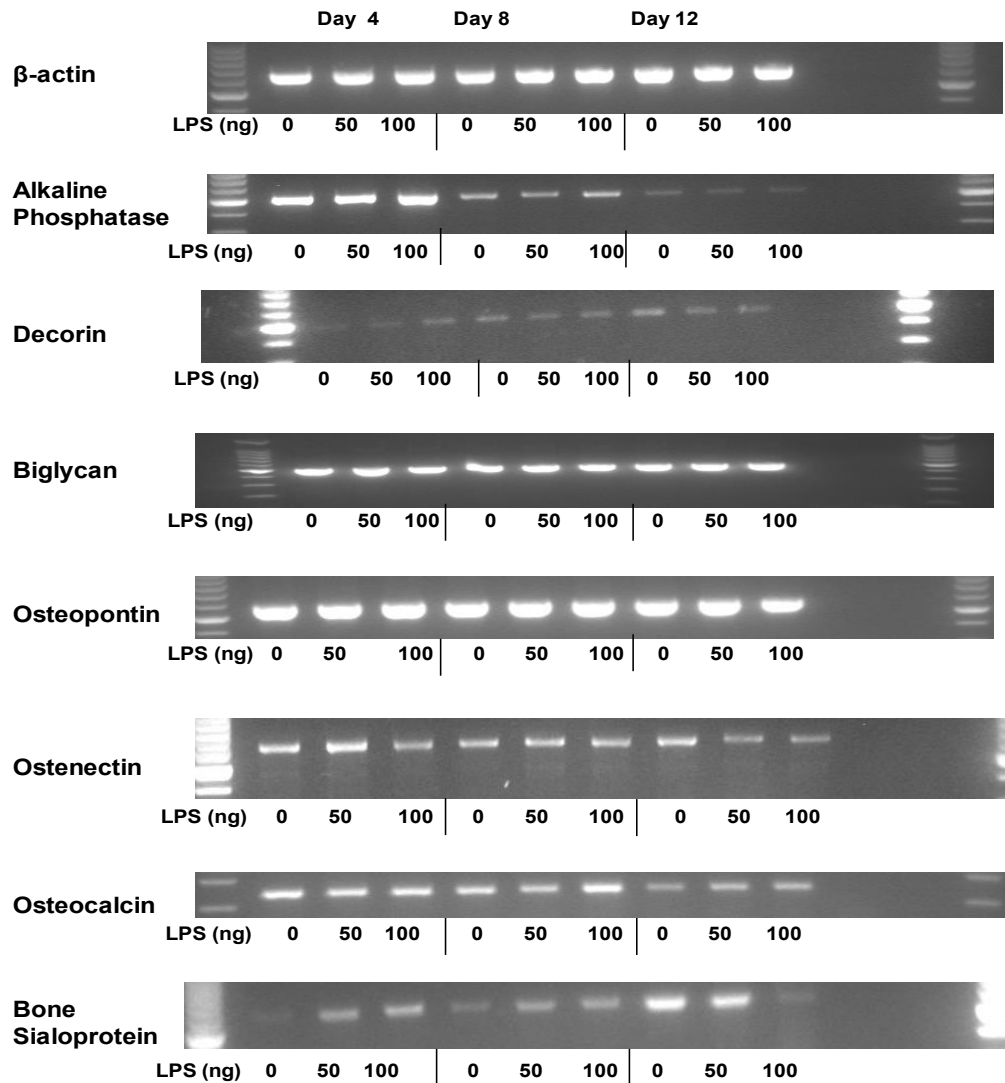 Day 4 Day 8 Day 12
β-actin
LPS (ng) 0 50 100 0 50 100 0 50 100
Alkaline
Phosphatase
LPS (ng) 0 50 100 0 50 100 0 50 100
Decorin
LPS (ng) 0 50 100 0 50 100 0 50 100
Biglycan
LPS (ng) 0 50 100 0 50 100 0 50 100
Osteopontin
LPS (ng) 0 50 100 0 50 100 0 50 100
Ostenectin
LPS (ng) 0 50 100 0 50 100 0 50 100
Osteocalcin
LPS (ng) 0 50 100 0 50 100 0 50 100
Bone
Sialoprotein
LPS (ng) 0 50 100 0 50 100 0 50 100